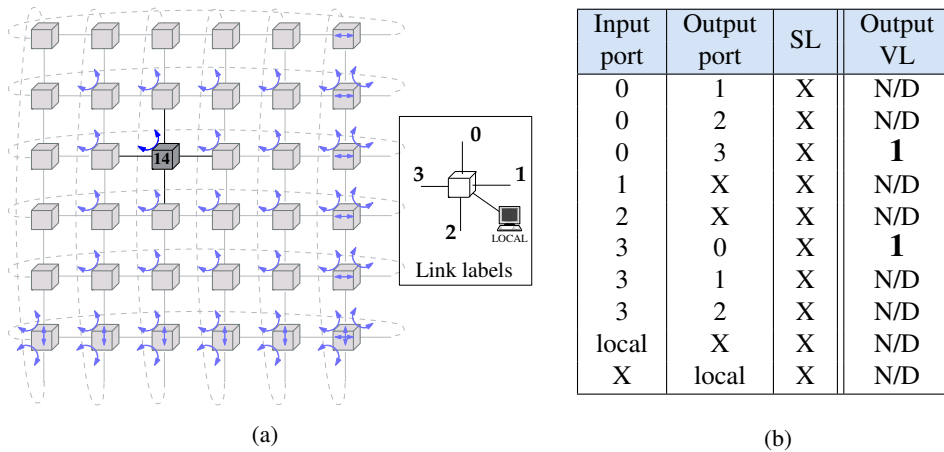 14
0
3
1
2
LOCAL
Link labels
(a)
Input port Output port SL Output VL
0 1 X N/D
0 2 X N/D
0 3 X 1
1 X X N/D
2 X X N/D
3 0 X 1
3 1 X N/D
3 2 X N/D
local X X N/D
X local X N/D
(b)